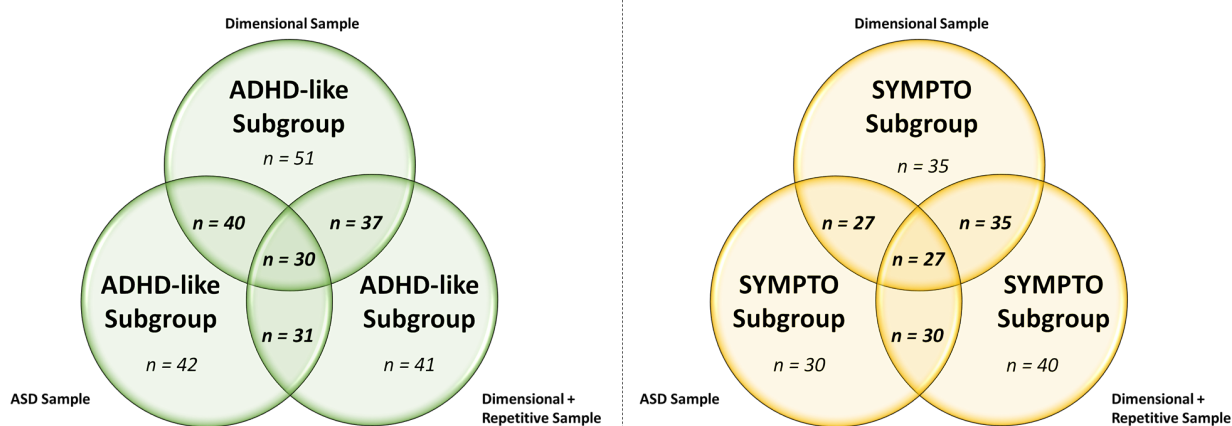 Dimensional Sample
ADHD-like
Subgroup
n = 51
n = 40
n = 37
n = 30
ADHD-like
Subgroup
n = 42
ADHD-like
Subgroup
n = 41
n = 31
ASD Sample
Dimensional +
Repetitive Sample
Dimensional Sample
SYMPTO
Subgroup
n = 35
n = 27
n = 35
n = 27
SYMPTO
Subgroup
n = 30
SYMPTO
Subgroup
n = 40
n = 30
ASD Sample
Dimensional +
Repetitive Sample